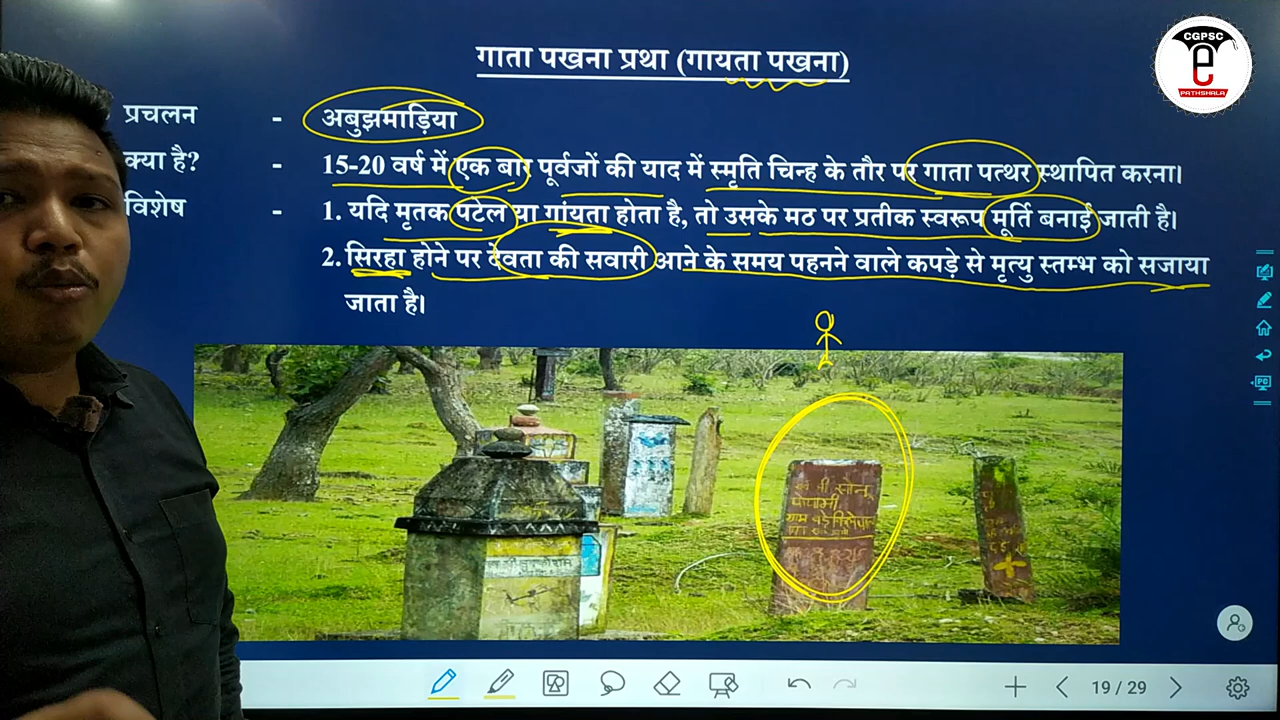 गाता पखना प्रथा (गायता पखना)
CGPSC
e
PATHSHALA
प्रचलन - अबुझमाड़िया
क्या है? - 15-20 वर्ष में एक बार पूर्वजों की याद में स्मृति चिन्ह के तौर पर गाता पत्थर स्थापित करना।
विशेष - 1. यदि मृतक पटेल या गांयता होता है, तो उसके मठ पर प्रतीक स्वरूप मूर्ति बनाई जाती है।
2. सिरहा होने पर देवता की सवारी आने के समय पहनने वाले कपड़े से मृत्यु स्तम्भ को सजाया
जाता है।
सोनू
पोयामी
ग्राम बड़े
PC
19 / 29